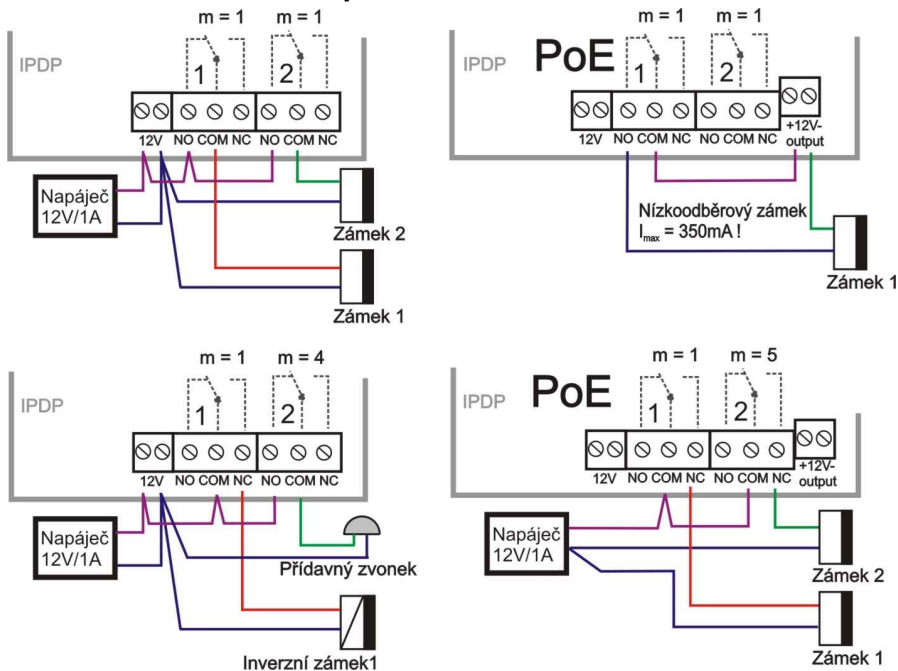 m = 1 m = 1
IPDP
1 2
12V NO COM NC NO COM NC
Napáječ
12V/1A
Zámek 2
Zámek 1
m = 1 m = 1
IPDP PoE
1 2
12V NO COM NC NO COM NC +12V-
output
Nízkoodběrový zámek
Imax = 350mA !
Zámek 1
m = 1 m = 4
IPDP
1 2
12V NO COM NC NO COM NC
Napáječ
12V/1A
Přídavný zvonek
Inverzní zámek1
m = 1 m = 5
IPDP PoE
1 2
12V NO COM NC NO COM NC +12V-
output
Napáječ
12V/1A
Zámek 2
Zámek 1